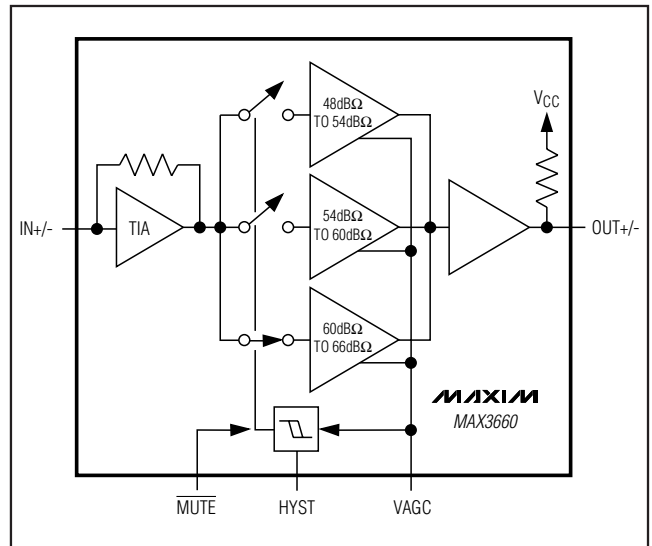 48dBΩ
TO 54dBΩ
VCC
IN+/-
TIA
54dBΩ
TO 60dBΩ
OUT+/-
60dBΩ
TO 66dBΩ
MAXIM
MAX3660
MUTE
HYST
VAGC